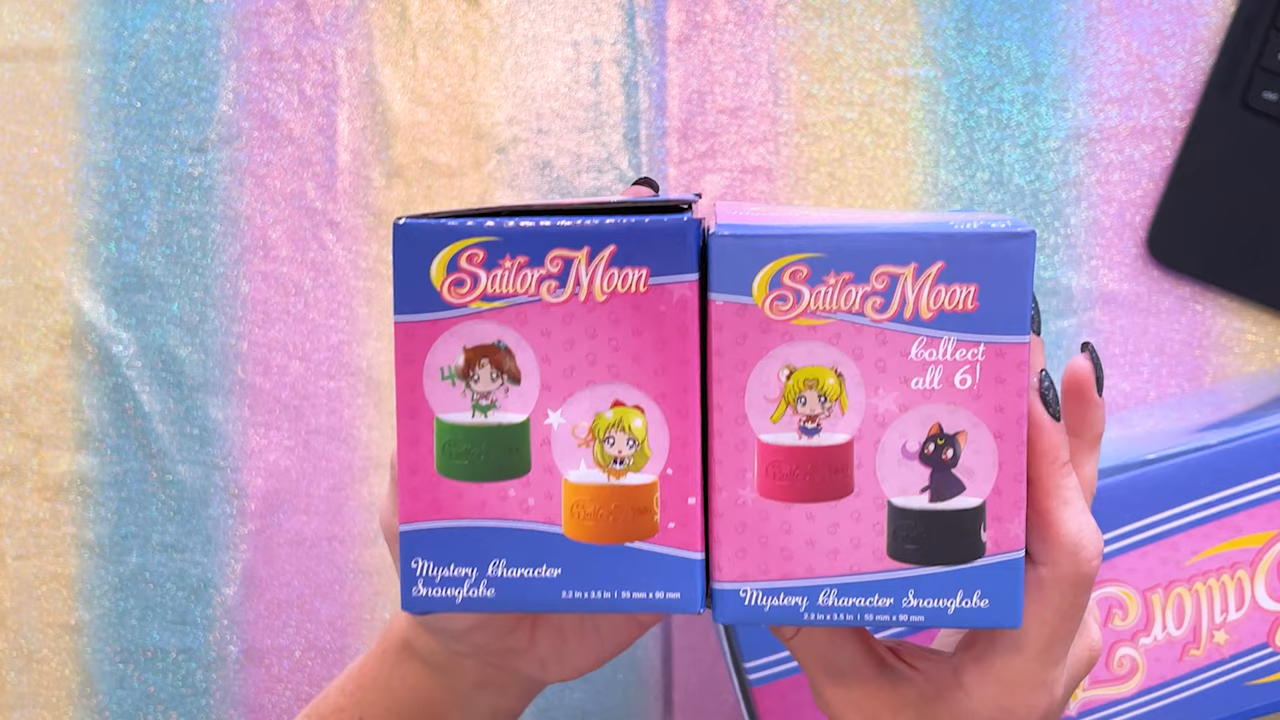 Sailor Moon
Mystery Character
Snowglobe
2.2 in x 3.5 in | 55 mm x 90 mm
Sailor Moon
Collect
all 6!
Mystery Character Snowglobe
2.2 in x 3.5 in | 55 mm x 90 mm
Sailor